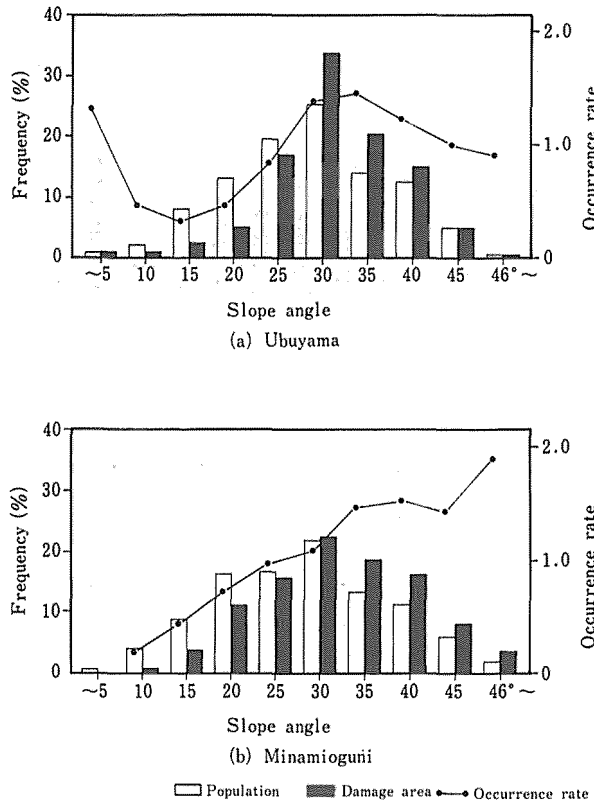 40
30
20
10
0
Frequency (%)
2.0
1.0
0
Occurrence rate
~5 10 15 20 25 30 35 40 45 46°~
Slope angle
(a) Ubuyama
40
30
20
10
0
Frequency (%)
2.0
1.0
0
Occurrence rate
~5 10 15 20 25 30 35 40 45 46°~
Slope angle
(b) Minamioguni
Population Damage area Occurrence rate